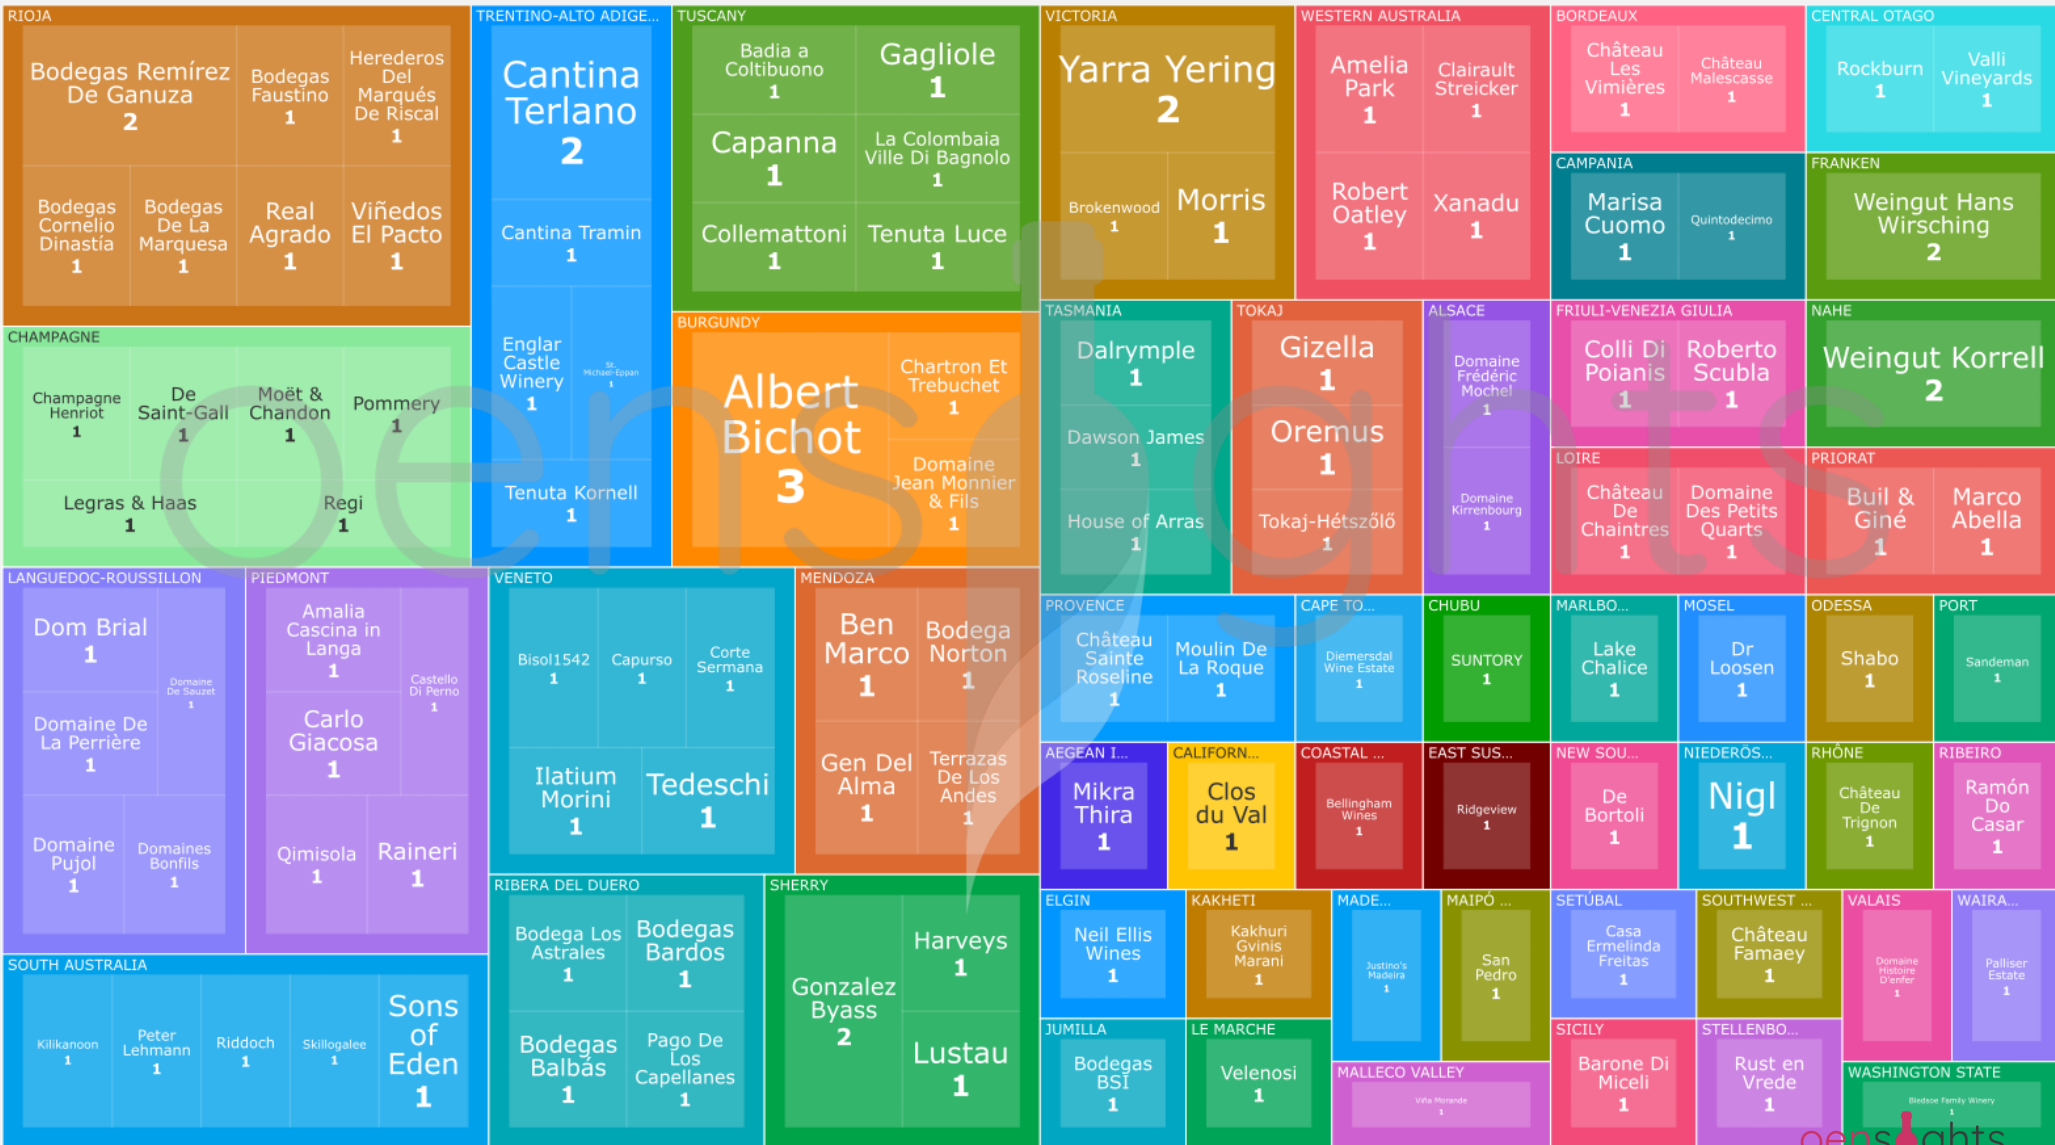 RIOJA
Bodegas Remírez
De Ganuza
2
Bodegas
Faustino
1
Herederos
Del
Marqués
De Riscal
1
Bodegas
Cornelio
Dinastía
1
Bodegas
De La
Marquesa
1
Real
Agrado
1
Viñedos
El Pacto
1
CHAMPAGNE
Champagne
Henriot
1
De
Saint-Gall
1
Moët &
Chandon
1
Pommery
1
Legras & Haas
1
Regi
1
TRENTINO-ALTO ADIGE...
Cantina
Terlano
2
Cantina Tramin
1
Englar
Castle
Winery
1
St.
Michael-Eppan
1
Tenuta Kornell
1
TUSCANY
Badia a
Coltibuono
1
Gagliole
1
Capanna
1
La Colombaia
Ville Di Bagnolo
1
Collemattoni
1
Tenuta Luce
1
BURGUNDY
Albert
Bichot
3
Chartron Et
Trebuchet
1
Domaine
Jean Monnier
& Fils
1
LANGUEDOC-ROUSSILLON
Dom Brial
1
Domaine
De Sauzet
1
Domaine De
La Perrière
1
Domaine
Pujol
1
Domaines
Bonfils
1
PIEDMONT
Amalia
Cascina in
Langa
1
Castello
Di Perno
1
Carlo
Giacosa
1
Qimisola
1
Raineri
1
SOUTH AUSTRALIA
Kilikanoon
1
Peter
Lehmann
1
Riddoch
1
Skillogalee
1
Sons
of
Eden
1
VENETO
Bisol1542
1
Capurso
1
Corte
Sermana
1
Ilatium
Morini
1
Tedeschi
1
MENDOZA
Ben
Marco
1
Bodega
Norton
1
Gen Del
Alma
1
Terrazas
De Los
Andes
1
RIBERA DEL DUERO
Bodega Los
Astrales
1
Bodegas
Bardos
1
Bodegas
Balbás
1
Pago De
Los
Capellanes
1
SHERRY
Gonzalez
Byass
2
Harveys
1
Lustau
1
VICTORIA
Yarra Yering
2
Brokenwood
1
Morris
1
WESTERN AUSTRALIA
Amelia
Park
1
Clairault
Streicker
1
Robert
Oatley
1
Xanadu
1
BORDEAUX
Château
Les
Vimières
1
Château
Malescasse
1
CENTRAL OTAGO
Rockburn
1
Valli
Vineyards
1
CAMPANIA
Marisa
Cuomo
1
Quintodecimo
1
FRANKEN
Weingut Hans
Wirsching
2
TASMANIA
Dalrymple
1
Dawson James
1
House of Arras
1
TOKAJ
Gizella
1
Oremus
1
Tokaj-Hétszőlő
1
ALSACE
Domaine
Frédéric
Mochel
1
Domaine
Kirrenbourg
1
FRIULI-VENEZIA GIULIA
Colli Di
Poianis
1
Roberto
Scubla
1
NAHE
Weingut Korrell
2
LOIRE
Château
De
Chaintres
1
Domaine
Des Petits
Quarts
1
PRIORAT
Buil &
Giné
1
Marco
Abella
1
PROVENCE
Château
Sainte
Roseline
1
Moulin De
La Roque
1
CAPE TO...
Diemersdal
Wine Estate
1
CHUBU
SUNTORY
1
MARLBO...
Lake
Chalice
1
MOSEL
Dr
Loosen
1
ODESSA
Shabo
1
PORT
Sandeman
1
AEGEAN I...
Mikra
Thira
1
CALIFORN...
Clos
du Val
1
COASTAL ...
Bellingham
Wines
1
EAST SUS...
Ridgeview
1
NEW SOU...
De
Bortoli
1
NIEDERÖS...
Nigl
1
RHÔNE
Château
De
Trignon
1
RIBEIRO
Ramón
Do
Casar
1
ELGIN
Neil Ellis
Wines
1
KAKHETI
Kakhuri
Gvinis
Marani
1
MADE...
Justino's
Madeira
1
MAIPÓ ...
San
Pedro
1
SETÚBAL
Casa
Ermelinda
Freitas
1
SOUTHWEST ...
Château
Famaey
1
VALAIS
Domaine
Histoire
D'enfer
1
WAIRA...
Palliser
Estate
1
JUMILLA
Bodegas
BSI
1
LE MARCHE
Velenosi
1
MALLECO VALLEY
Viña Morande
1
SICILY
Barone Di
Miceli
1
STELLENBO...
Rust en
Vrede
1
WASHINGTON STATE
Bledsoe Family Winery
1
oensights
oensights